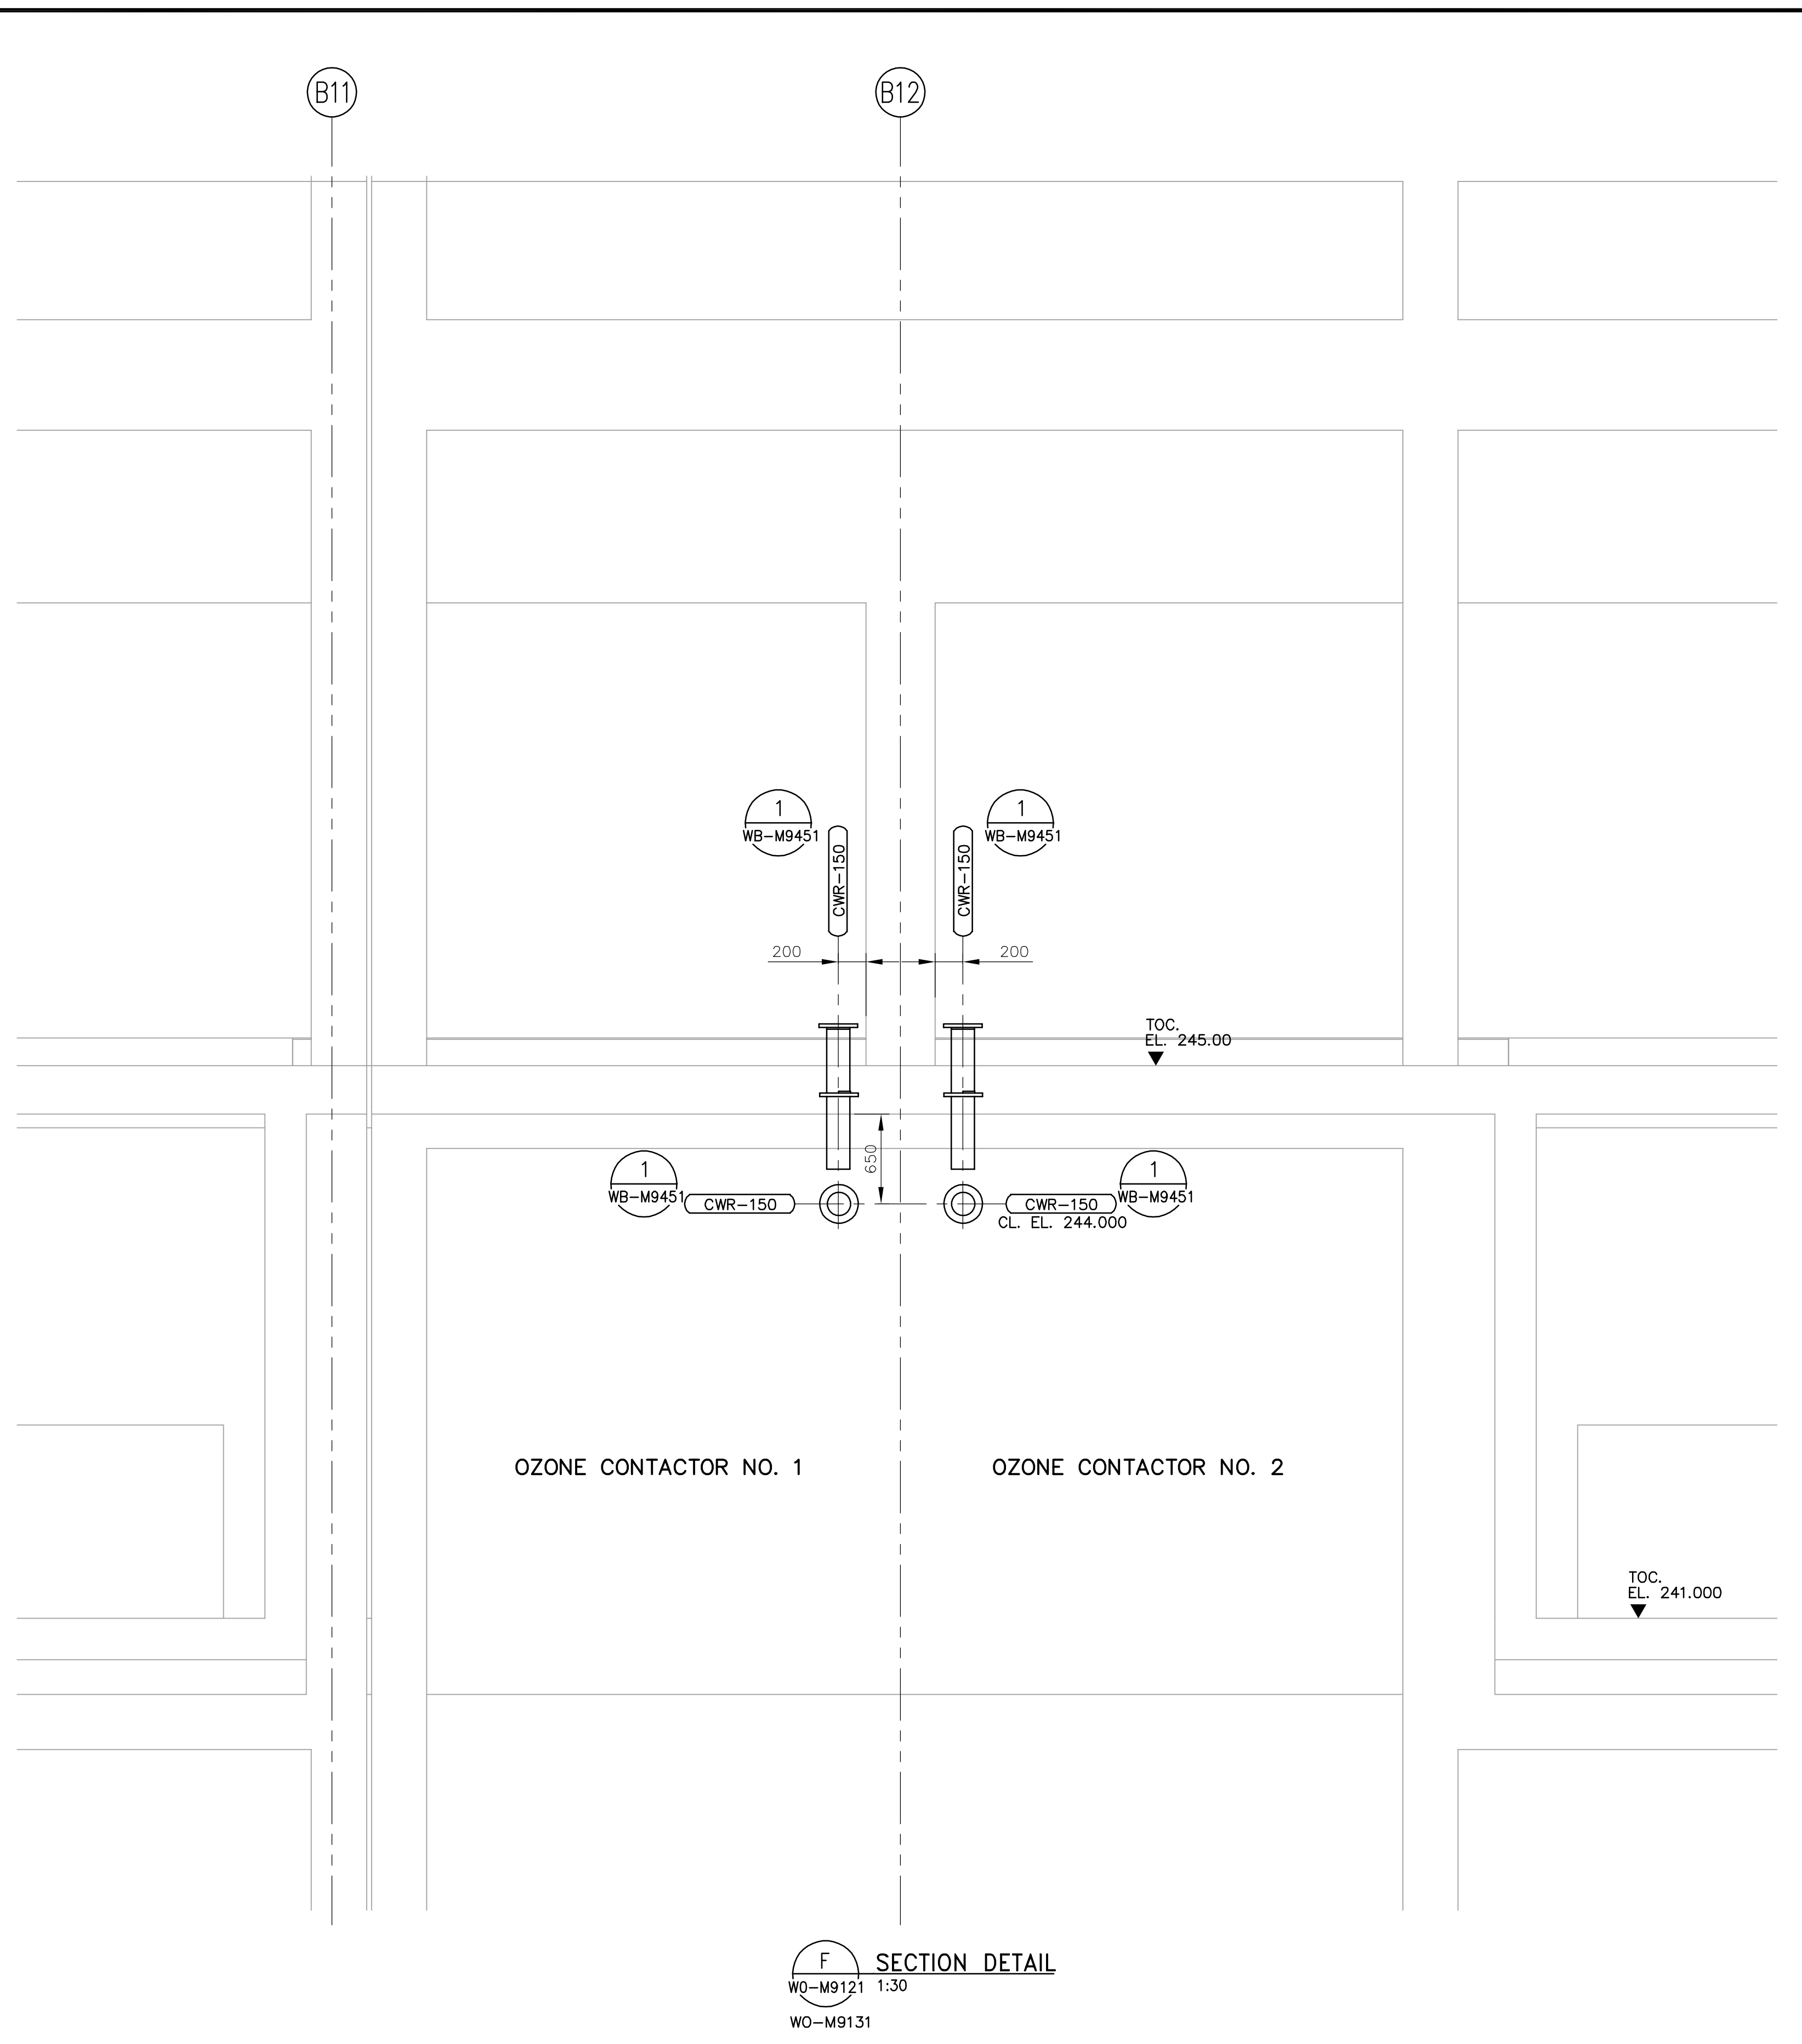 B11
B12
1
WB-M9451
1
WB-M9451
CWR-150
CWR-150
200
200
TOC.
EL. 245.00
650
1
WB-M9451
CWR-150
CWR-150
1
WB-M9451
CL. EL. 244.000
OZONE CONTACTOR NO. 1
OZONE CONTACTOR NO. 2
TOC.
EL. 241.000
F
WO-M9121
SECTION DETAIL
1:30
WO-M9131